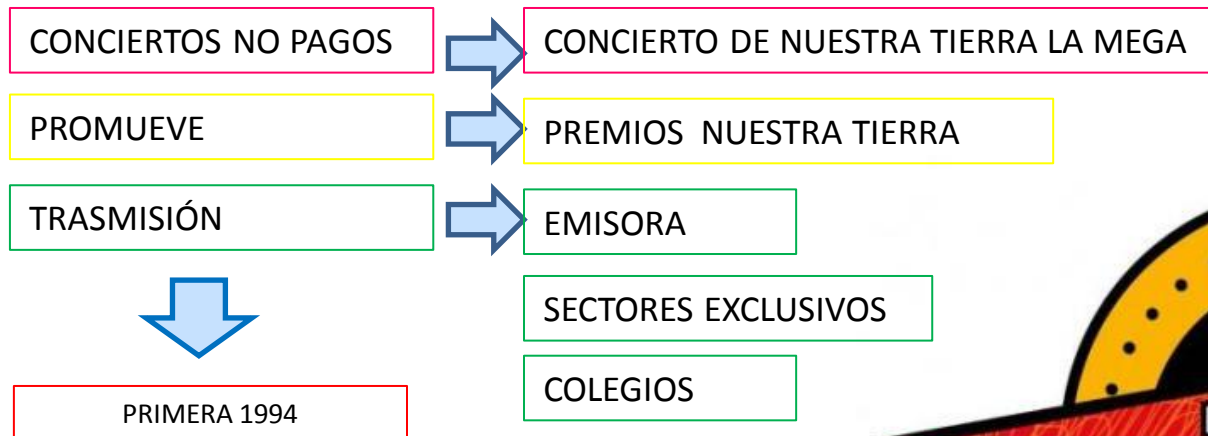 CONCIERTOS NO PAGOS
CONCIERTO DE NUESTRA TIERRA LA MEGA
PROMUEVE
PREMIOS NUESTRA TIERRA
TRASMISIÓN
EMISORA
SECTORES EXCLUSIVOS
COLEGIOS
PRIMERA 1994